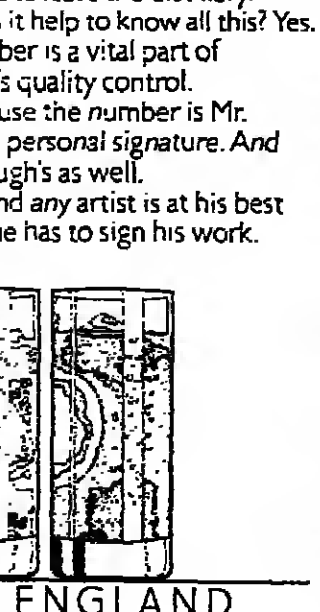 it help to know all this? Yes.
ber is a vital part of
's quality control.
use the number is Mr.
personal signature. And
ugh's as well.
nd any artist is at his best
e has to sign his work.
ENGLAND